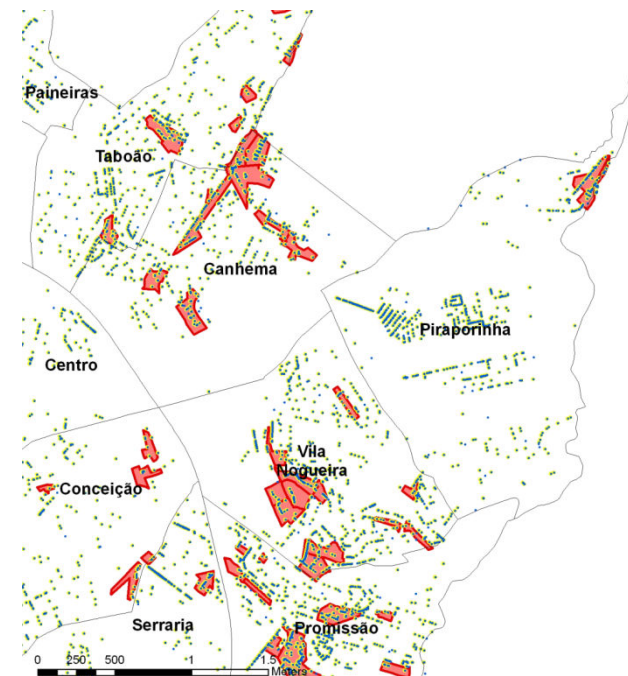 Paineiras
Taboão
Canhema
Piraporinha
Centro
Vila
Nogueira
Conceição
Serraria
Promissão
0 250 500 1 1.5
Meters